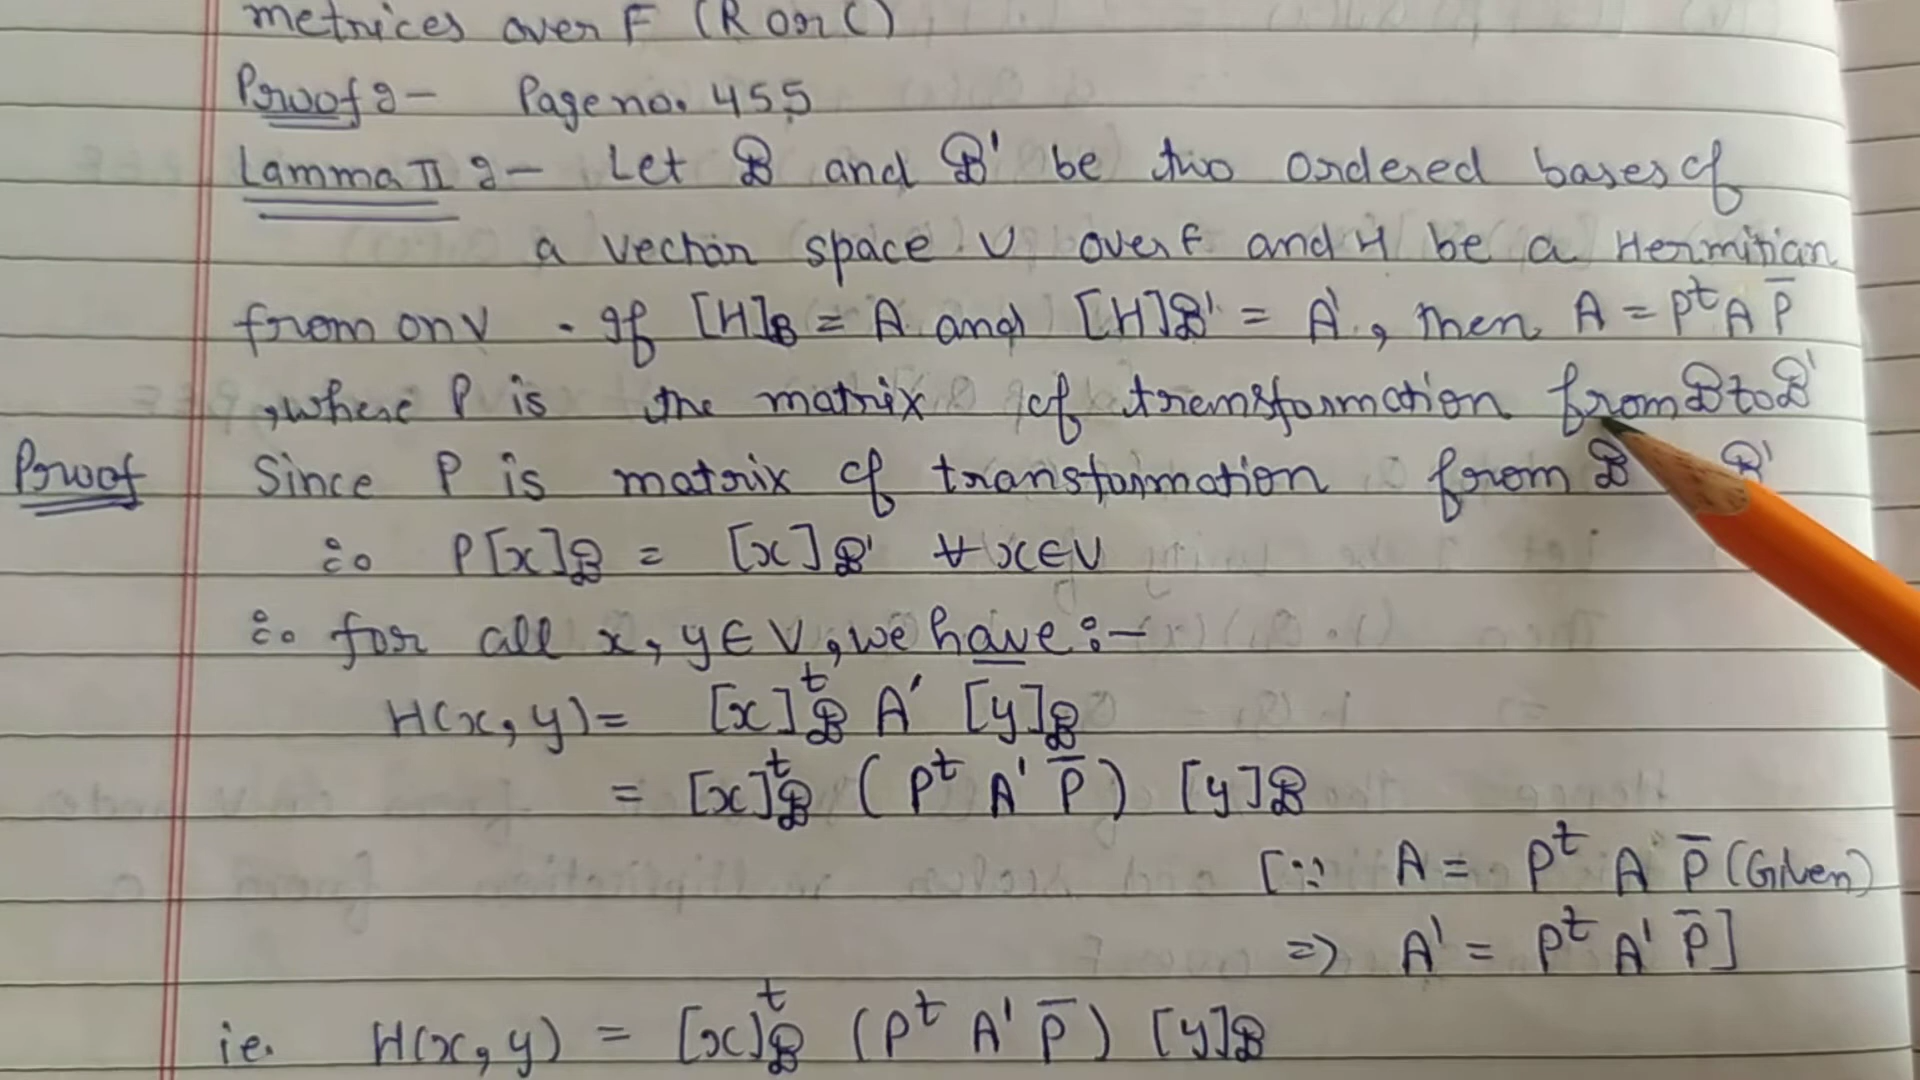 metrices over F (R or C)
Proof :- Page no. 455
Lamma II :- Let B and B' be two ordered bases of
a vector space V over F and H be a Hermitian
from on V . If [H]B = A and [H]B' = A', then A = P^t A P̅
, where P is the matrix of transformation from B to B'
Proof Since P is matrix of transformation from B B'
∴ P[x]B = [x]B' ∀ x∈V
∴ for all x, y∈V, we have :-
H(x, y) = [x]^t_B A' [y]B
= [x]^t_B (P^t A' P̅) [y]B
[∵ A = P^t A P̅ (Given)
=> A' = P^t A' P̅]
ie. H(x, y) = [x]^t_B (P^t A' P̅) [y]B